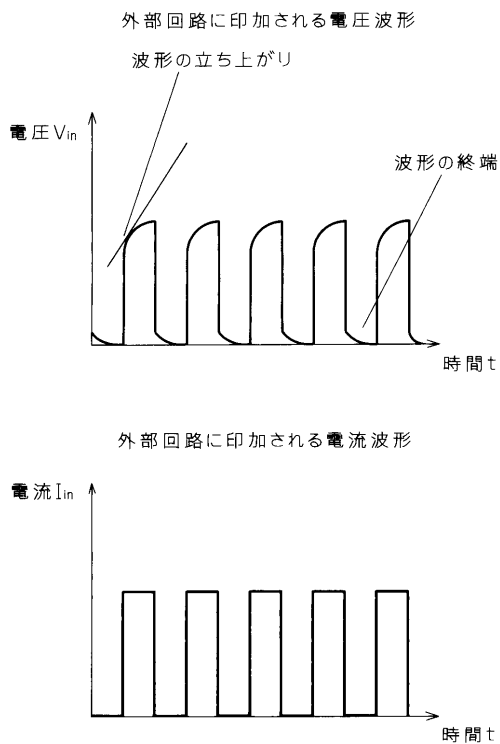 外部回路に印加される電圧波形
波形の立ち上がり
電圧Vin
波形の終端
時間t
外部回路に印加される電流波形
電流Iin
時間t